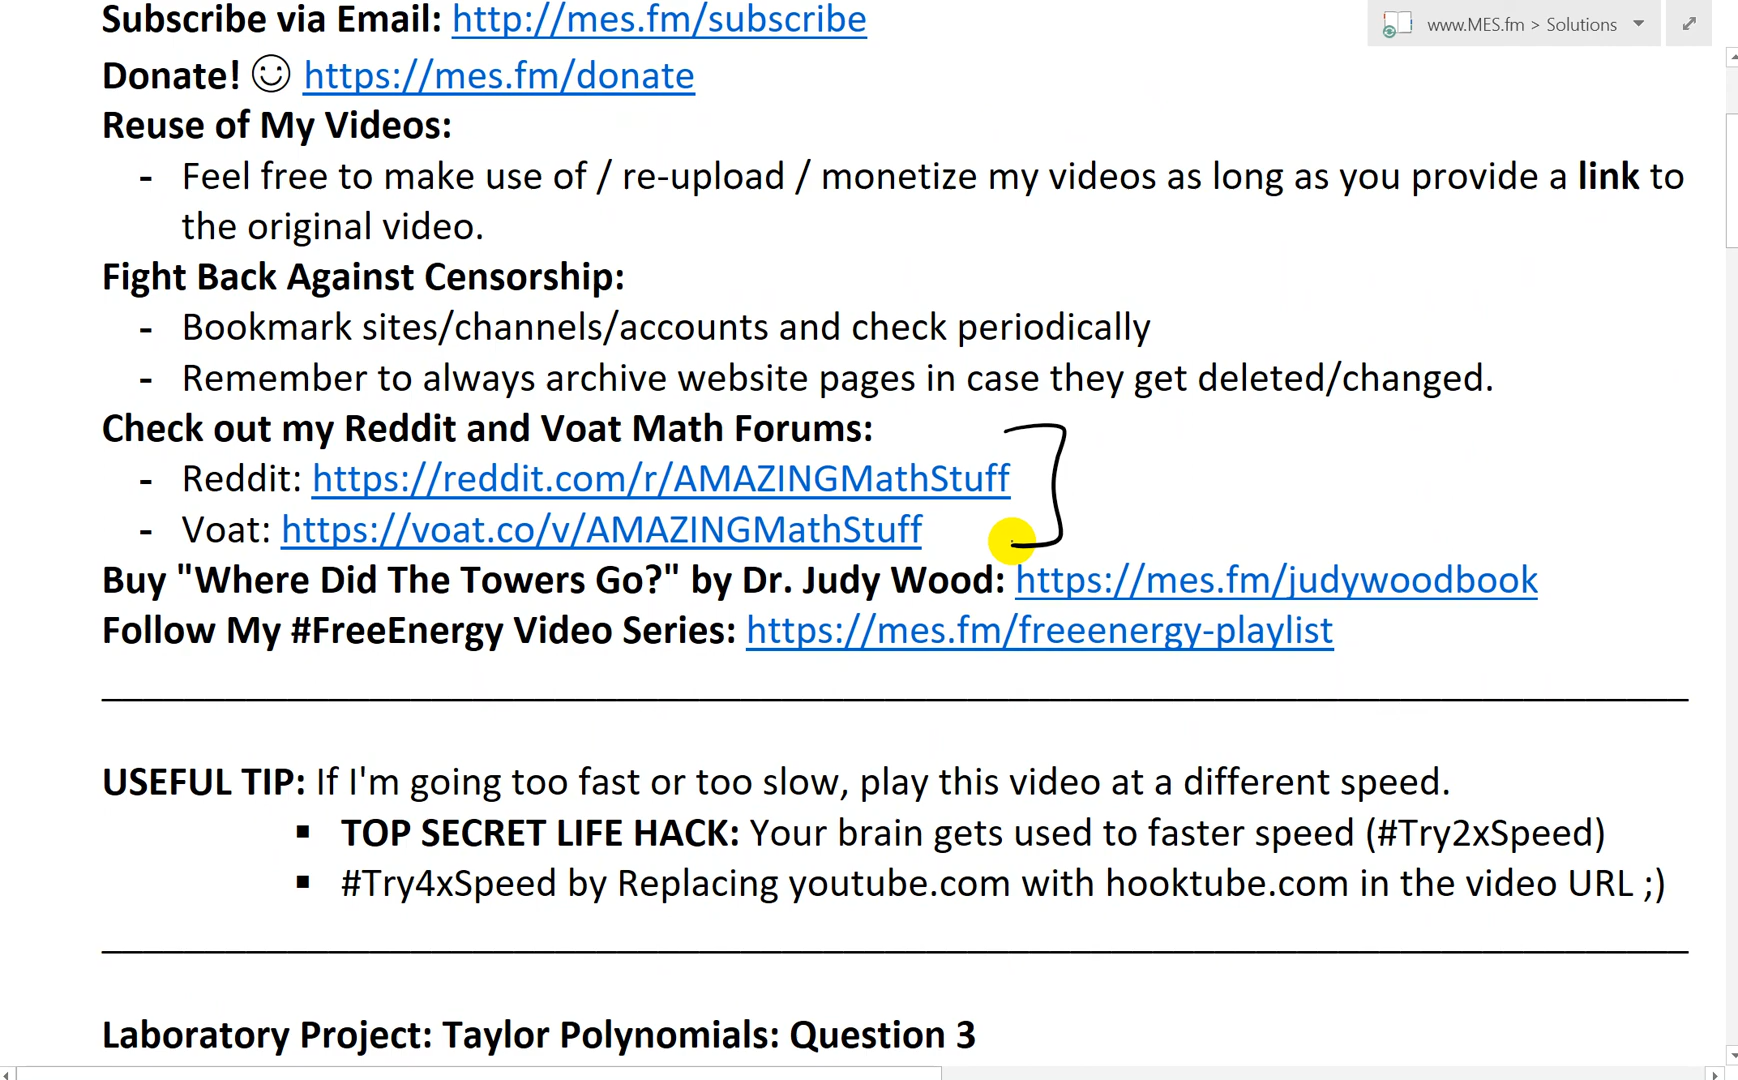 Subscribe via Email: http://mes.fm/subscribe
www.MES.fm > Solutions
Donate! https://mes.fm/donate
Reuse of My Videos:
- Feel free to make use of / re-upload / monetize my videos as long as you provide a link to
the original video.
Fight Back Against Censorship:
- Bookmark sites/channels/accounts and check periodically
- Remember to always archive website pages in case they get deleted/changed.
Check out my Reddit and Voat Math Forums:
- Reddit: https://reddit.com/r/AMAZINGMathStuff
- Voat: https://voat.co/v/AMAZINGMathStuff
Buy "Where Did The Towers Go?" by Dr. Judy Wood: https://mes.fm/judywoodbook
Follow My #FreeEnergy Video Series: https://mes.fm/freeenergy-playlist
USEFUL TIP: If I'm going too fast or too slow, play this video at a different speed.
▪ TOP SECRET LIFE HACK: Your brain gets used to faster speed (#Try2xSpeed)
▪ #Try4xSpeed by Replacing youtube.com with hooktube.com in the video URL ;)
Laboratory Project: Taylor Polynomials: Question 3